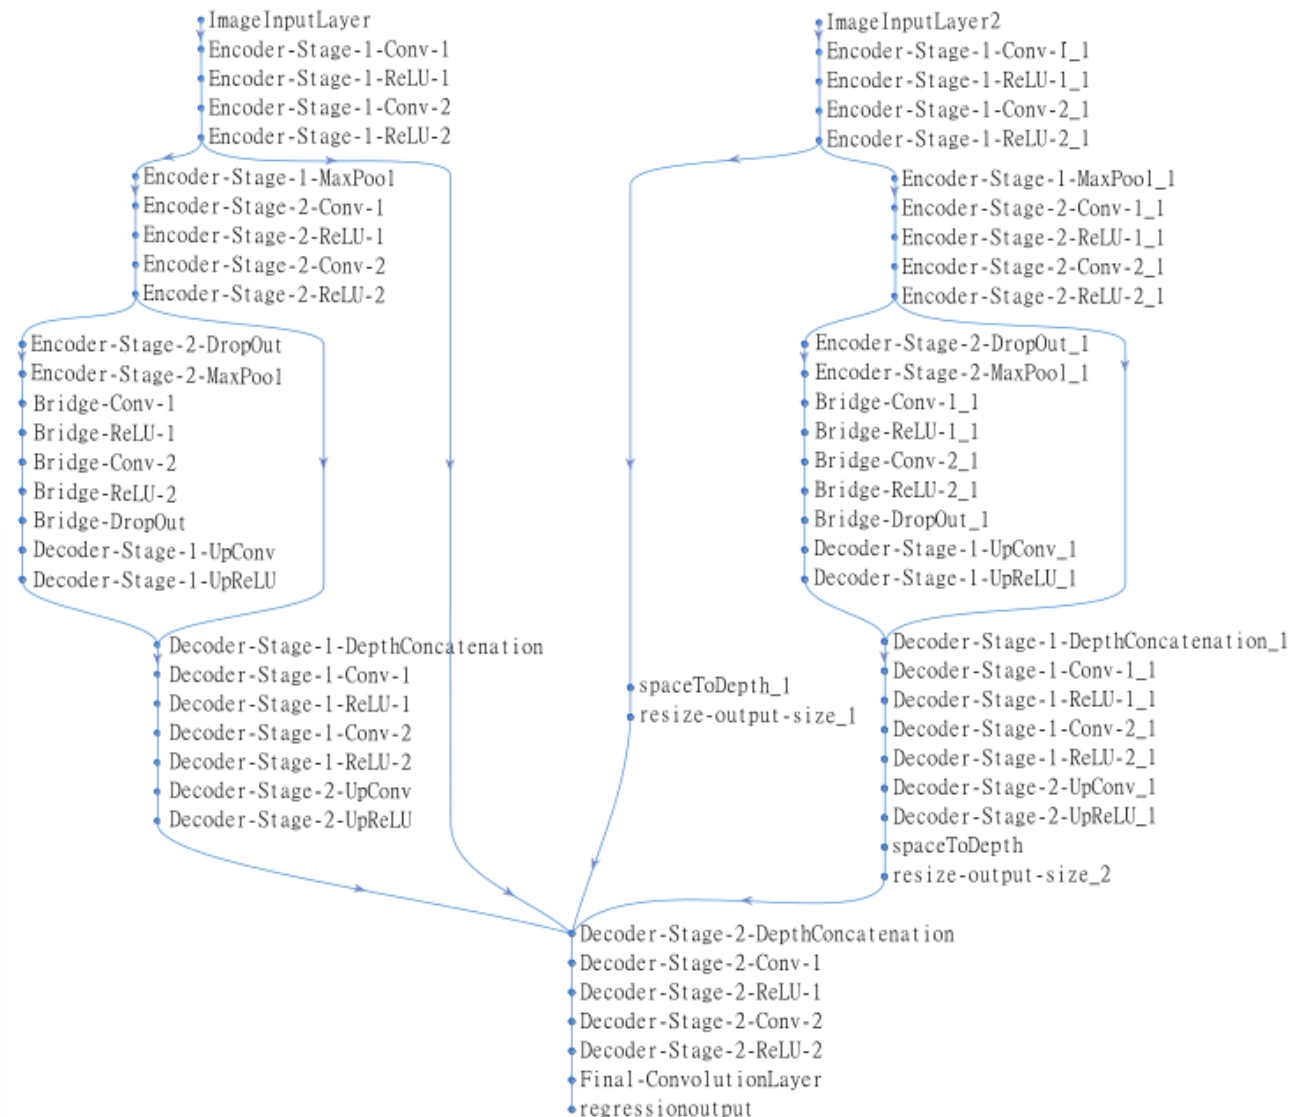 ImageInputLayer
Encoder-Stage-1-Conv-1
Encoder-Stage-1-ReLU-1
Encoder-Stage-1-Conv-2
Encoder-Stage-1-ReLU-2
Encoder-Stage-1-MaxPool
Encoder-Stage-2-Conv-1
Encoder-Stage-2-ReLU-1
Encoder-Stage-2-Conv-2
Encoder-Stage-2-ReLU-2
Encoder-Stage-2-DropOut
Encoder-Stage-2-MaxPool
Bridge-Conv-1
Bridge-ReLU-1
Bridge-Conv-2
Bridge-ReLU-2
Bridge-DropOut
Decoder-Stage-1-UpConv
Decoder-Stage-1-UpReLU
Decoder-Stage-1-DepthConcatenation
Decoder-Stage-1-Conv-1
Decoder-Stage-1-ReLU-1
Decoder-Stage-1-Conv-2
Decoder-Stage-1-ReLU-2
Decoder-Stage-2-UpConv
Decoder-Stage-2-UpReLU
ImageInputLayer2
Encoder-Stage-1-Conv-I_1
Encoder-Stage-1-ReLU-1_1
Encoder-Stage-1-Conv-2_1
Encoder-Stage-1-ReLU-2_1
Encoder-Stage-1-MaxPool_1
Encoder-Stage-2-Conv-1_1
Encoder-Stage-2-ReLU-1_1
Encoder-Stage-2-Conv-2_1
Encoder-Stage-2-ReLU-2_1
Encoder-Stage-2-DropOut_1
Encoder-Stage-2-MaxPool_1
Bridge-Conv-1_1
Bridge-ReLU-1_1
Bridge-Conv-2_1
Bridge-ReLU-2_1
Bridge-DropOut_1
Decoder-Stage-1-UpConv_1
Decoder-Stage-1-UpReLU_1
Decoder-Stage-1-DepthConcatenation_1
Decoder-Stage-1-Conv-1_1
Decoder-Stage-1-ReLU-1_1
Decoder-Stage-1-Conv-2_1
Decoder-Stage-1-ReLU-2_1
Decoder-Stage-2-UpConv_1
Decoder-Stage-2-UpReLU_1
spaceToDepth
resize-output-size_2
spaceToDepth_1
resize-output-size_1
Decoder-Stage-2-DepthConcatenation
Decoder-Stage-2-Conv-1
Decoder-Stage-2-ReLU-1
Decoder-Stage-2-Conv-2
Decoder-Stage-2-ReLU-2
Final-ConvolutionLayer
regressionoutput